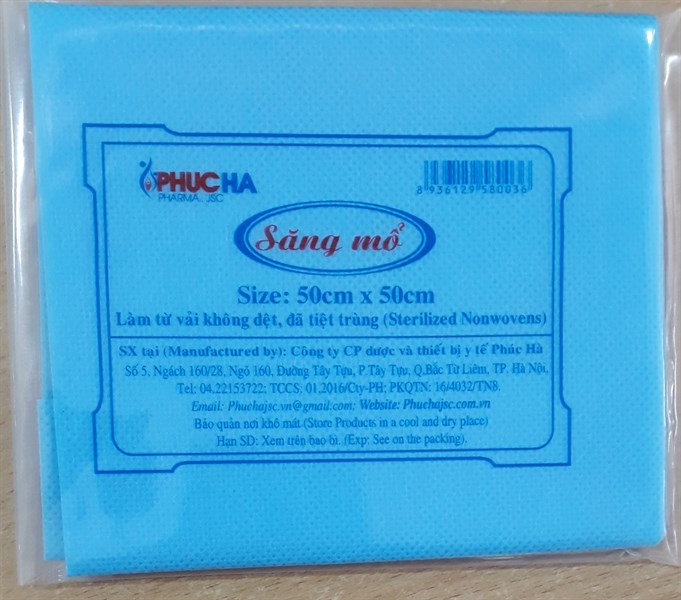 PHUCHA
PHARMA., JSC
8 936129 580036
Săng mổ
Size: 50cm x 50cm
Làm từ vải không dệt, đã tiệt trùng (Sterilized Nonwovens)
SX tại (Manufactured by): Công ty CP dược và thiết bị y tế Phúc Hà
Số 5, Ngách 160/28, Ngõ 160, Đường Tây Tựu, P.Tây Tựu, Q.Bắc Từ Liêm, TP. Hà Nội,
Tel: 04.22153722; TCCS: 01.2016/Cty-PH; PKQTN: 16/4032/TN8.
Email: Phuchajsc.vn@gmail.com; Website: Phuchajsc.com.vn
Bảo quản nơi khô mát.(Store Products in a cool and dry place)
Hạn SD: Xem trên bao bì. (Exp: See on the packing).